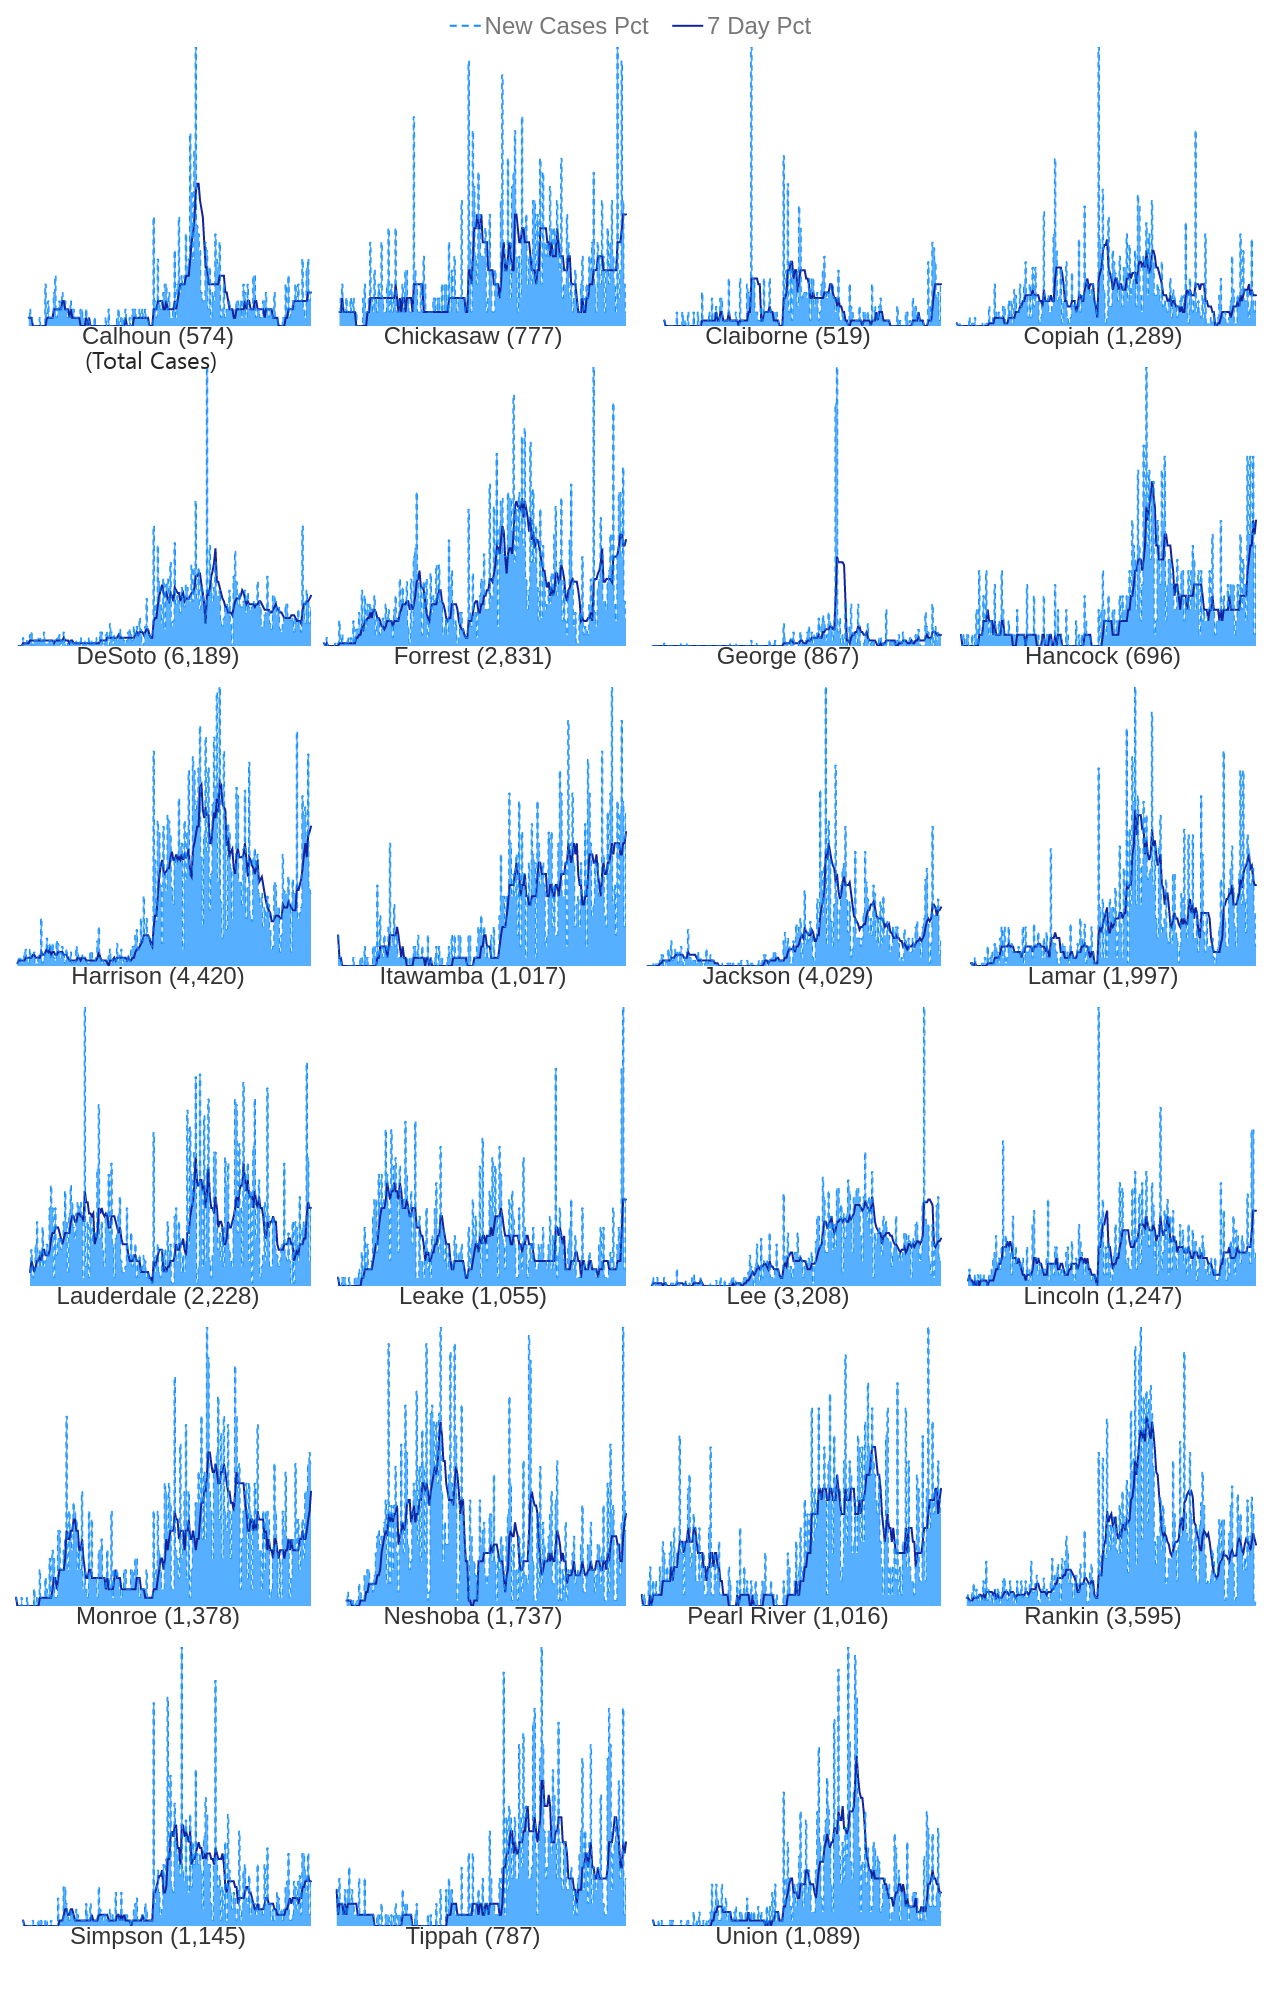 New Cases Pct 7 Day Pct
Calhoun (574) Chickasaw (777) Claiborne (519) Copiah (1,289)
(Total Cases)
DeSoto (6,189) Forrest (2,831) George (867) Hancock (696)
Harrison (4,420) Itawamba (1,017) Jackson (4,029) Lamar (1,997)
Lauderdale (2,228) Leake (1,055) Lee (3,208) Lincoln (1,247)
Monroe (1,378) Neshoba (1,737) Pearl River (1,016) Rankin (3,595)
Simpson (1,145) Tippah (787) Union (1,089)